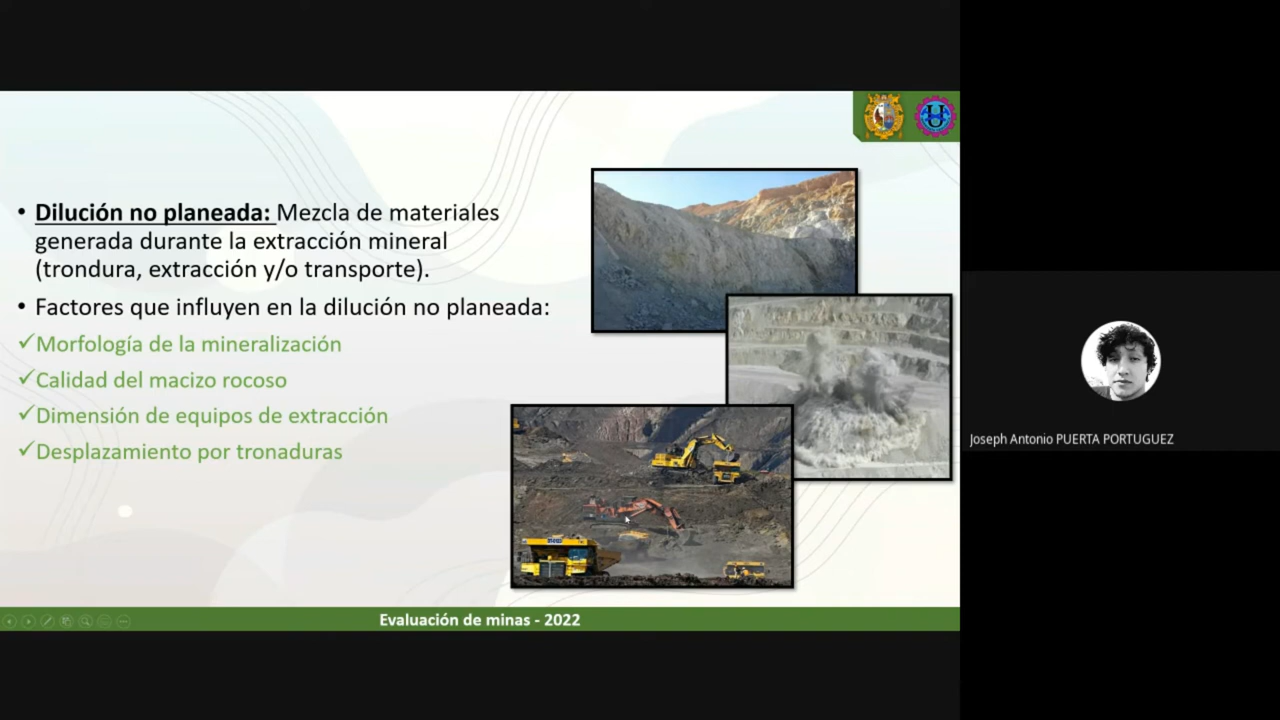 • Dilución no planeada: Mezcla de materiales
generada durante la extracción mineral
(trondura, extracción y/o transporte).
• Factores que influyen en la dilución no planeada:
✓Morfología de la mineralización
✓Calidad del macizo rocoso
✓Dimensión de equipos de extracción
✓Desplazamiento por tronaduras
Evaluación de minas - 2022
Joseph Antonio PUERTA PORTUGUEZ